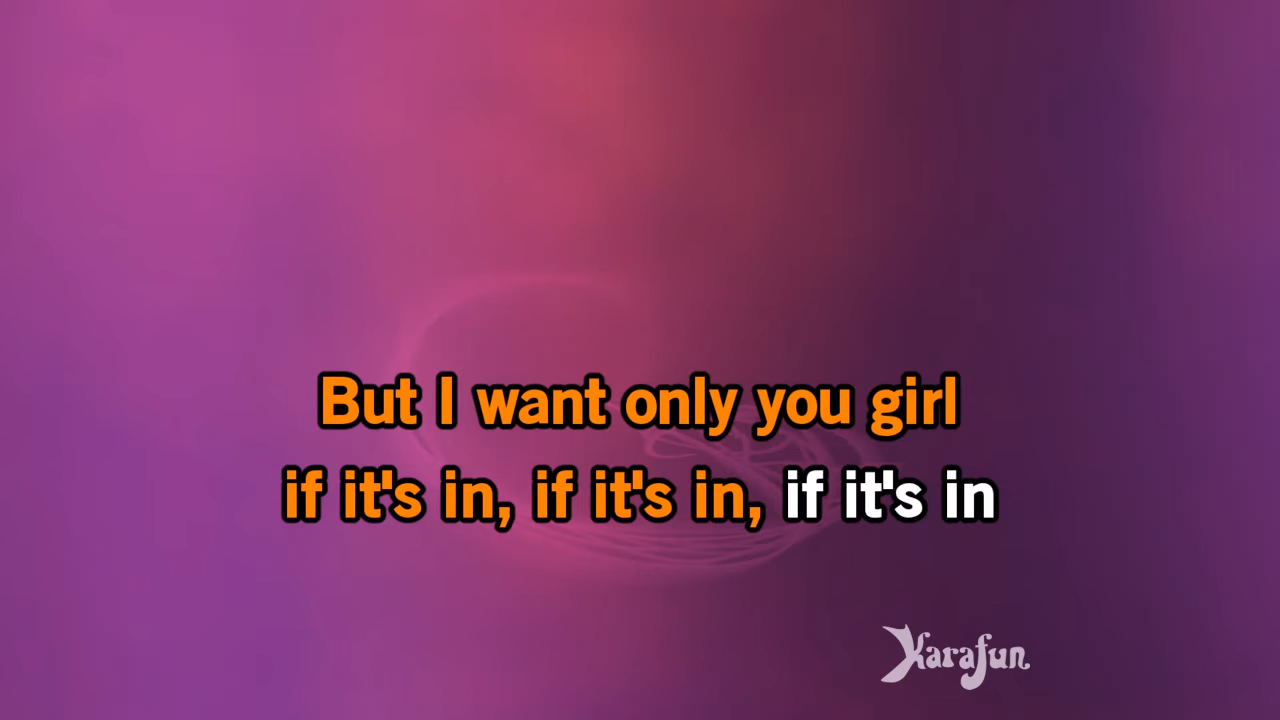 But I want only you girl
if it's in, if it's in, if it's in
Karafun